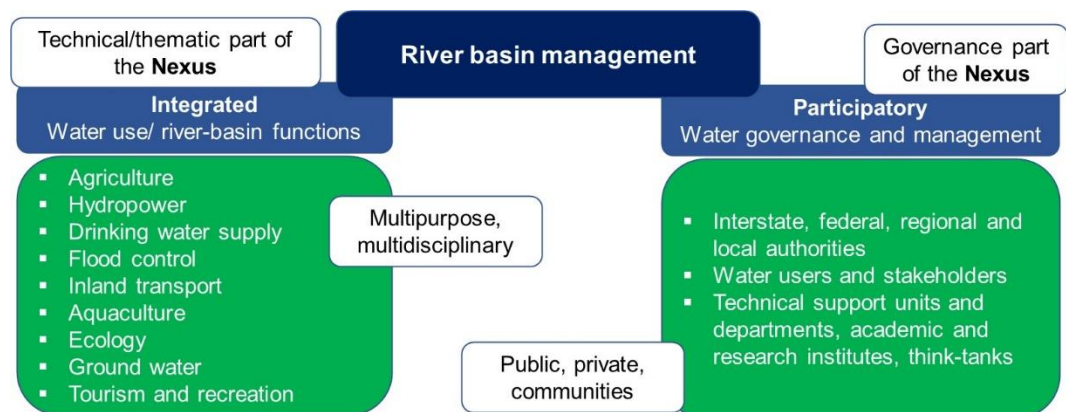 Technical/thematic part of
the Nexus
River basin management
Governance part
of the Nexus
Integrated
Water use/ river-basin functions
Participatory
Water governance and management
▪ Agriculture
▪ Hydropower
▪ Drinking water supply
▪ Flood control
▪ Inland transport
▪ Aquaculture
▪ Ecology
▪ Ground water
▪ Tourism and recreation
Multipurpose,
multidisciplinary
▪ Interstate, federal, regional and
local authorities
▪ Water users and stakeholders
▪ Technical support units and
departments, academic and
research institutes, think-tanks
Public, private,
communities